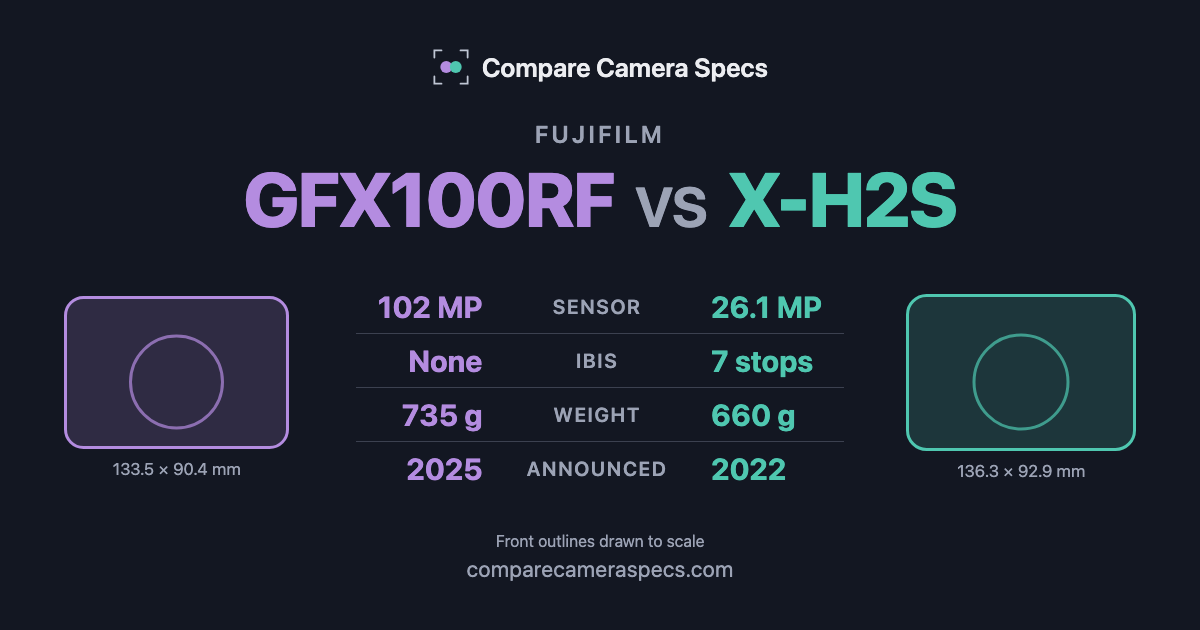 Compare Camera Specs
FUJIFILM
GFX100RF VS X-H2S
102 MP SENSOR 26.1 MP
None IBIS 7 stops
735 g WEIGHT 660 g
2025 ANNOUNCED 2022
133.5 × 90.4 mm
136.3 × 92.9 mm
Front outlines drawn to scale
comparecameraspecs.com